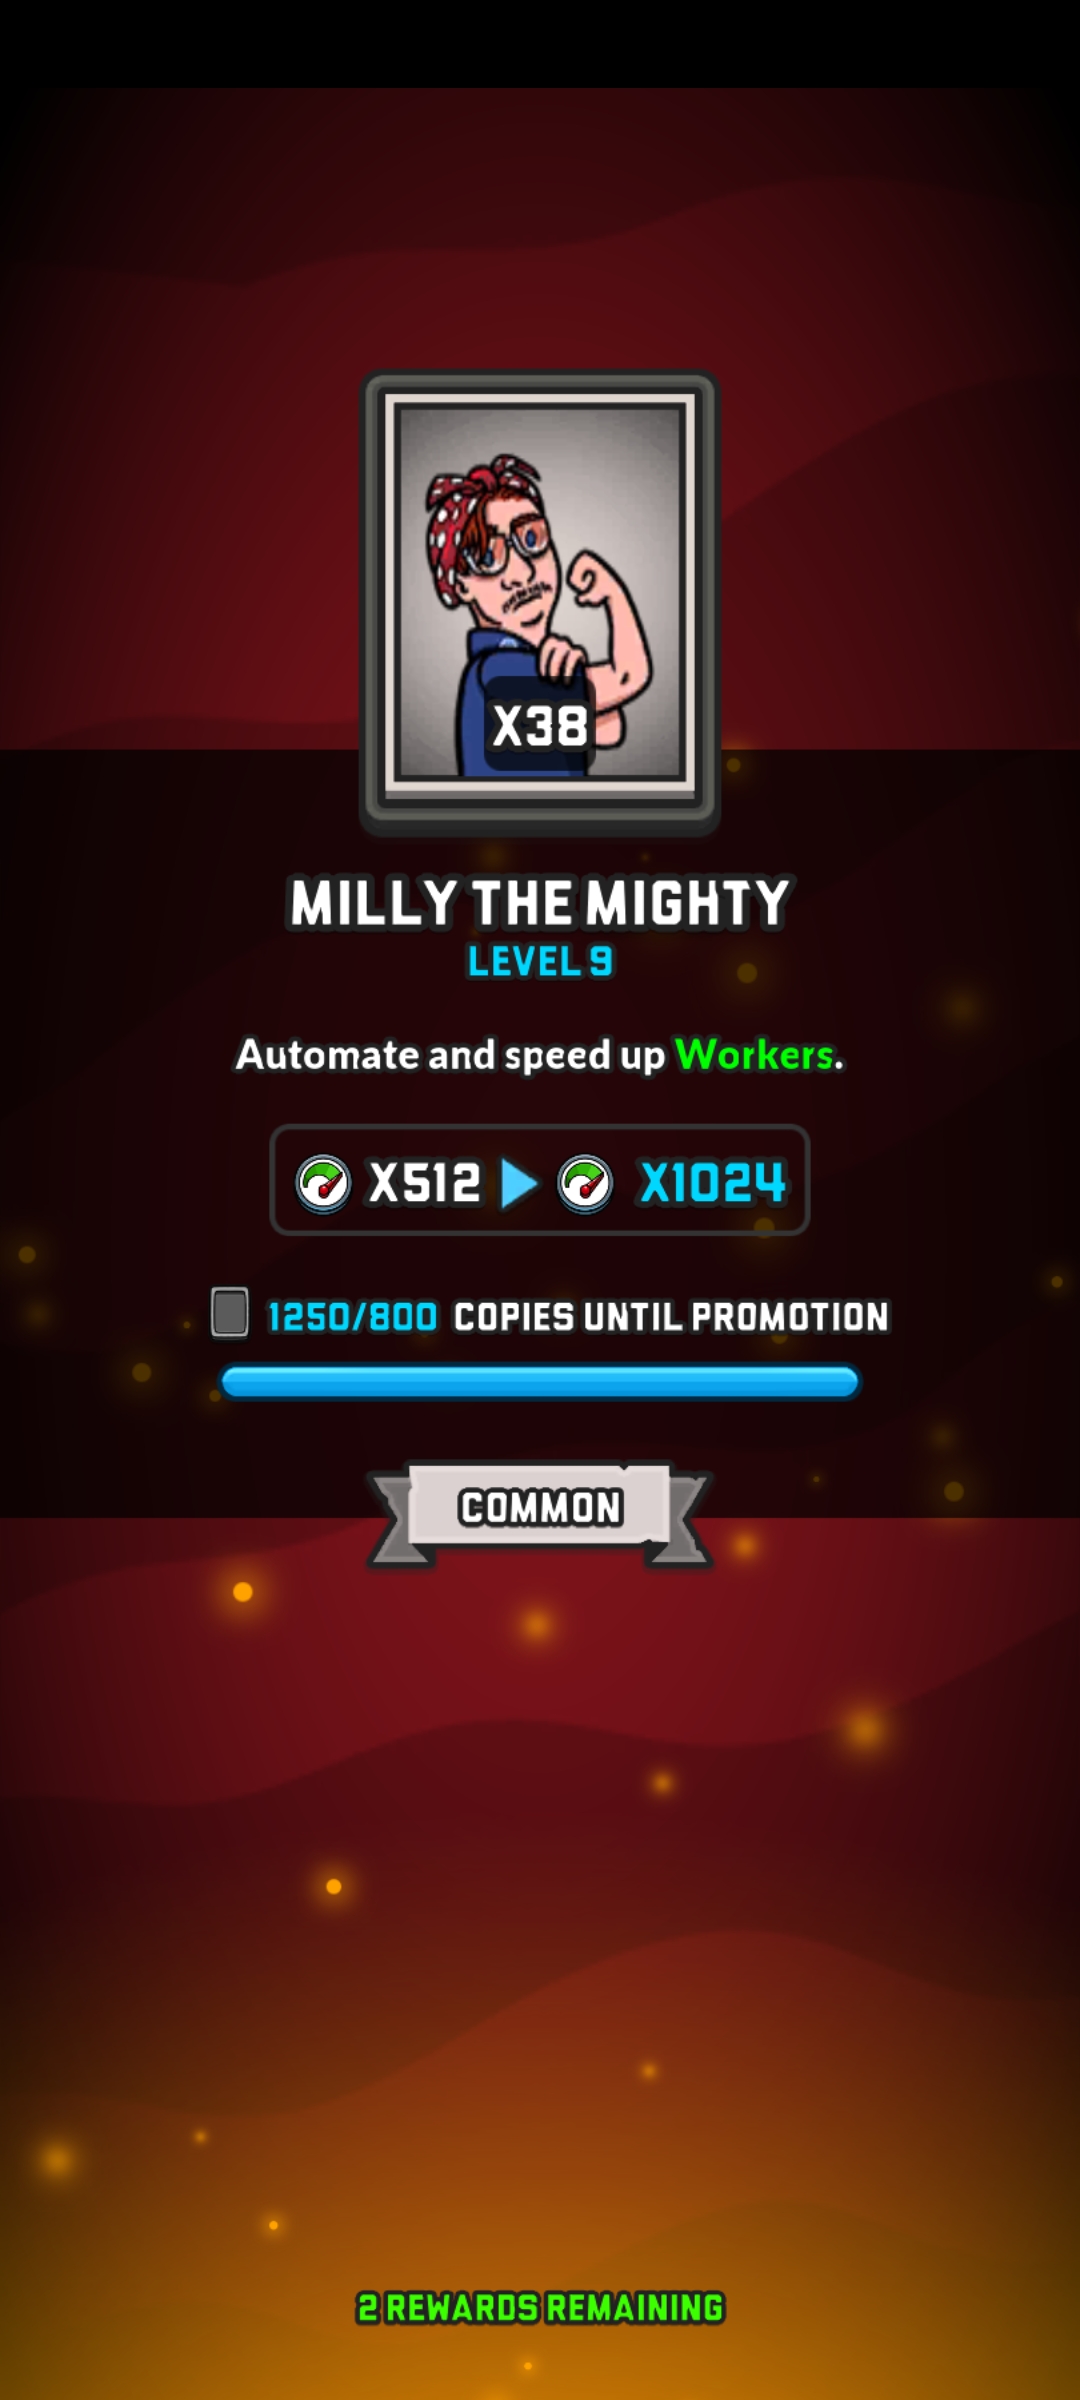 X38
MILLY THE MIGHTY
LEVEL 9
Automate and speed up Workers.
X512 X1024
1250/800 COPIES UNTIL PROMOTION
COMMON
2 REWARDS REMAINING